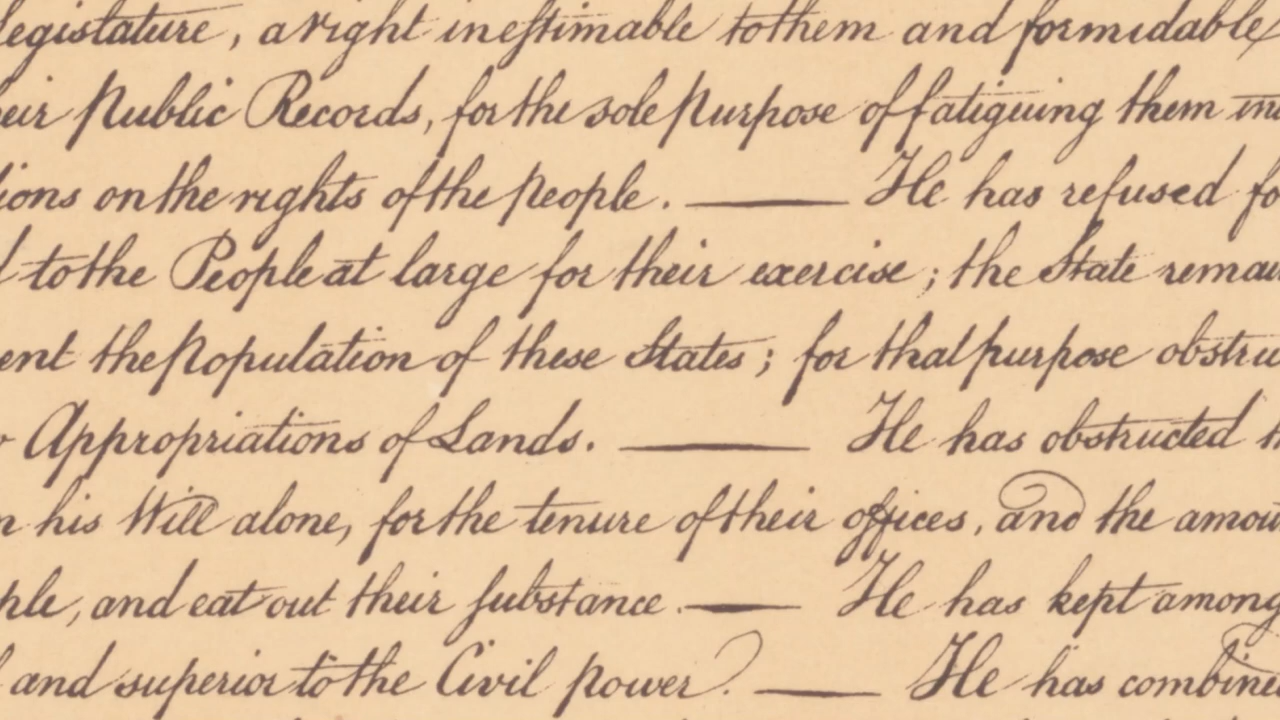 legislature, a right inestimable to them and formidable
eir Public Records, for the sole purpose of fatiguing them in
ions on the rights of the people. —— He has refused fo
to the People at large for their exercise; the State remai
ent the population of these States; for that purpose obstru
Appropriations of Lands. —— He has obstructed t
n his Will alone, for the tenure of their offices, and the amou
ple, and eat out their substance. —— He has kept among
and superior to the Civil power. —— He has combine